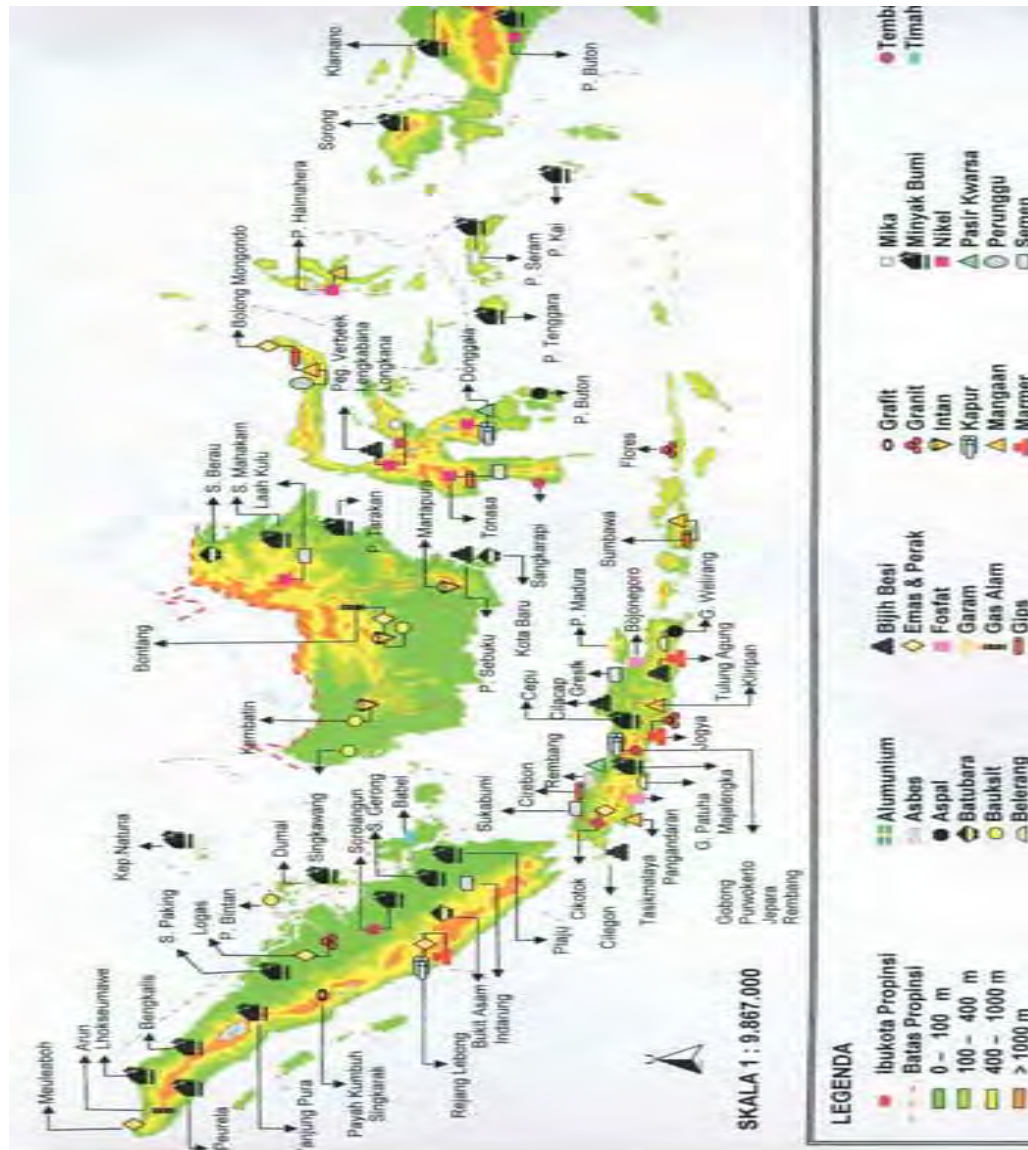 Meuleboh
Arun
Lhokseumawe
Bengkalis
Peurela
Tanjung Pura
Payah Kumbuh
Singkarak
Rejang Lebong
Bukit Asam
Indarung
S. Paking
Logas
P. Bintan
Kep Natuna
Dumai
Singkawang
Sorolangun
S. Gerong
Babel
Plaju
Kembatin
Bontang
S. Berau
S. Mahakam
Laah Kulu
P. Tarakan
Martapura
P. Sebuku
Kota Baru
Sangkarapi
Tonasa
Bolong Mongondo
P. Halmahera
Peg. Verbeek
Lengkabana
Longkana
Donggala
P. Buton
P. Tenggara
P. Seram
P. Kai
Sorong
Klamano
P. Buton
Cikotok
Cilegon
Sukabumi
Cirebon
Rembang
Tasikmalaya
Pangandaran
G. Patuha
Majalengka
Gobong
Purwokerto
Jepara
Rembang
Cilacap
Cepu
Gresik
P. Madura
Bojonegoro
Jogya
Kliripan
Tulung Agung
G. Welirang
Sumbawa
Flores
SKALA 1 : 9.867.000
LEGENDA
Ibukota Propinsi
Batas Propinsi
0 – 100 m
100 – 400 m
400 – 1000 m
> 1000 m
Alumunium
Asbes
Aspal
Batubara
Bauksit
Belerang
Bijih Besi
Emas & Perak
Fosfat
Garam
Gas Alam
Gips
Grafit
Granit
Intan
Kapur
Mangaan
Marmer
Mika
Minyak Bumi
Nikel
Pasir Kwarsa
Perunggu
Semen
Timah